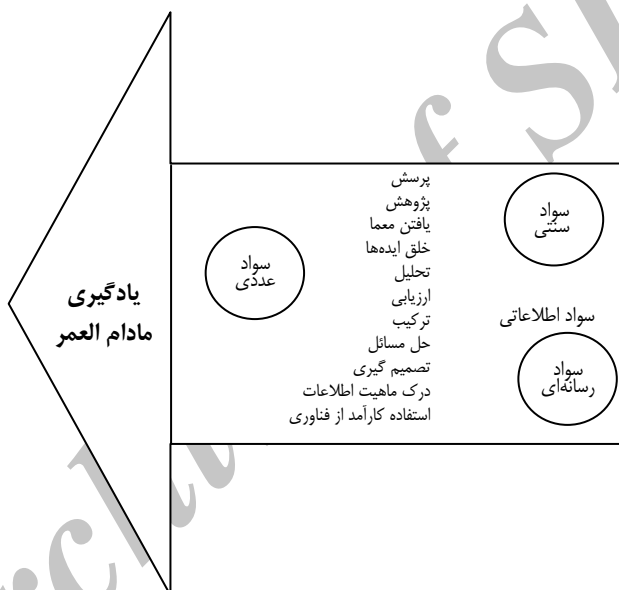 سواد
سنتی
سواد اطلاعاتی
سواد
رسانه‌ای
پرسش
پژوهش
یافتن معما
خلق ایده‌ها
تحلیل
ارزیابی
ترکیب
حل مسائل
تصمیم گیری
درک ماهیت اطلاعات
استفاده کارآمد از فناوری
سواد
عددی
یادگیری
مادام العمر